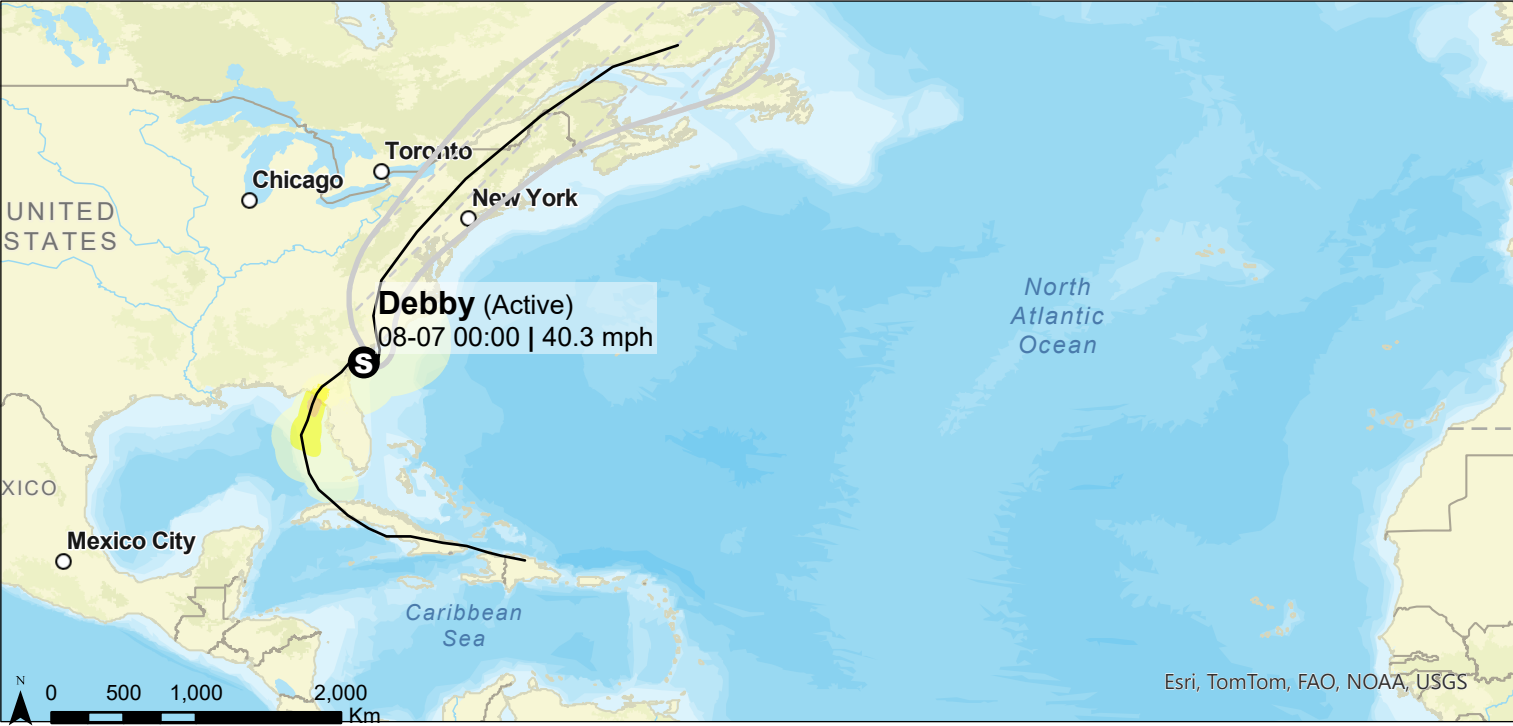 Toronto
Chicago
New York
UNITED
STATES
Debby (Active)
08-07 00:00 | 40.3 mph
S
North
Atlantic
Ocean
XICO
Mexico City
Caribbean
Sea
Esri, TomTom, FAO, NOAA, USGS
N
0 500 1,000 2,000
Km